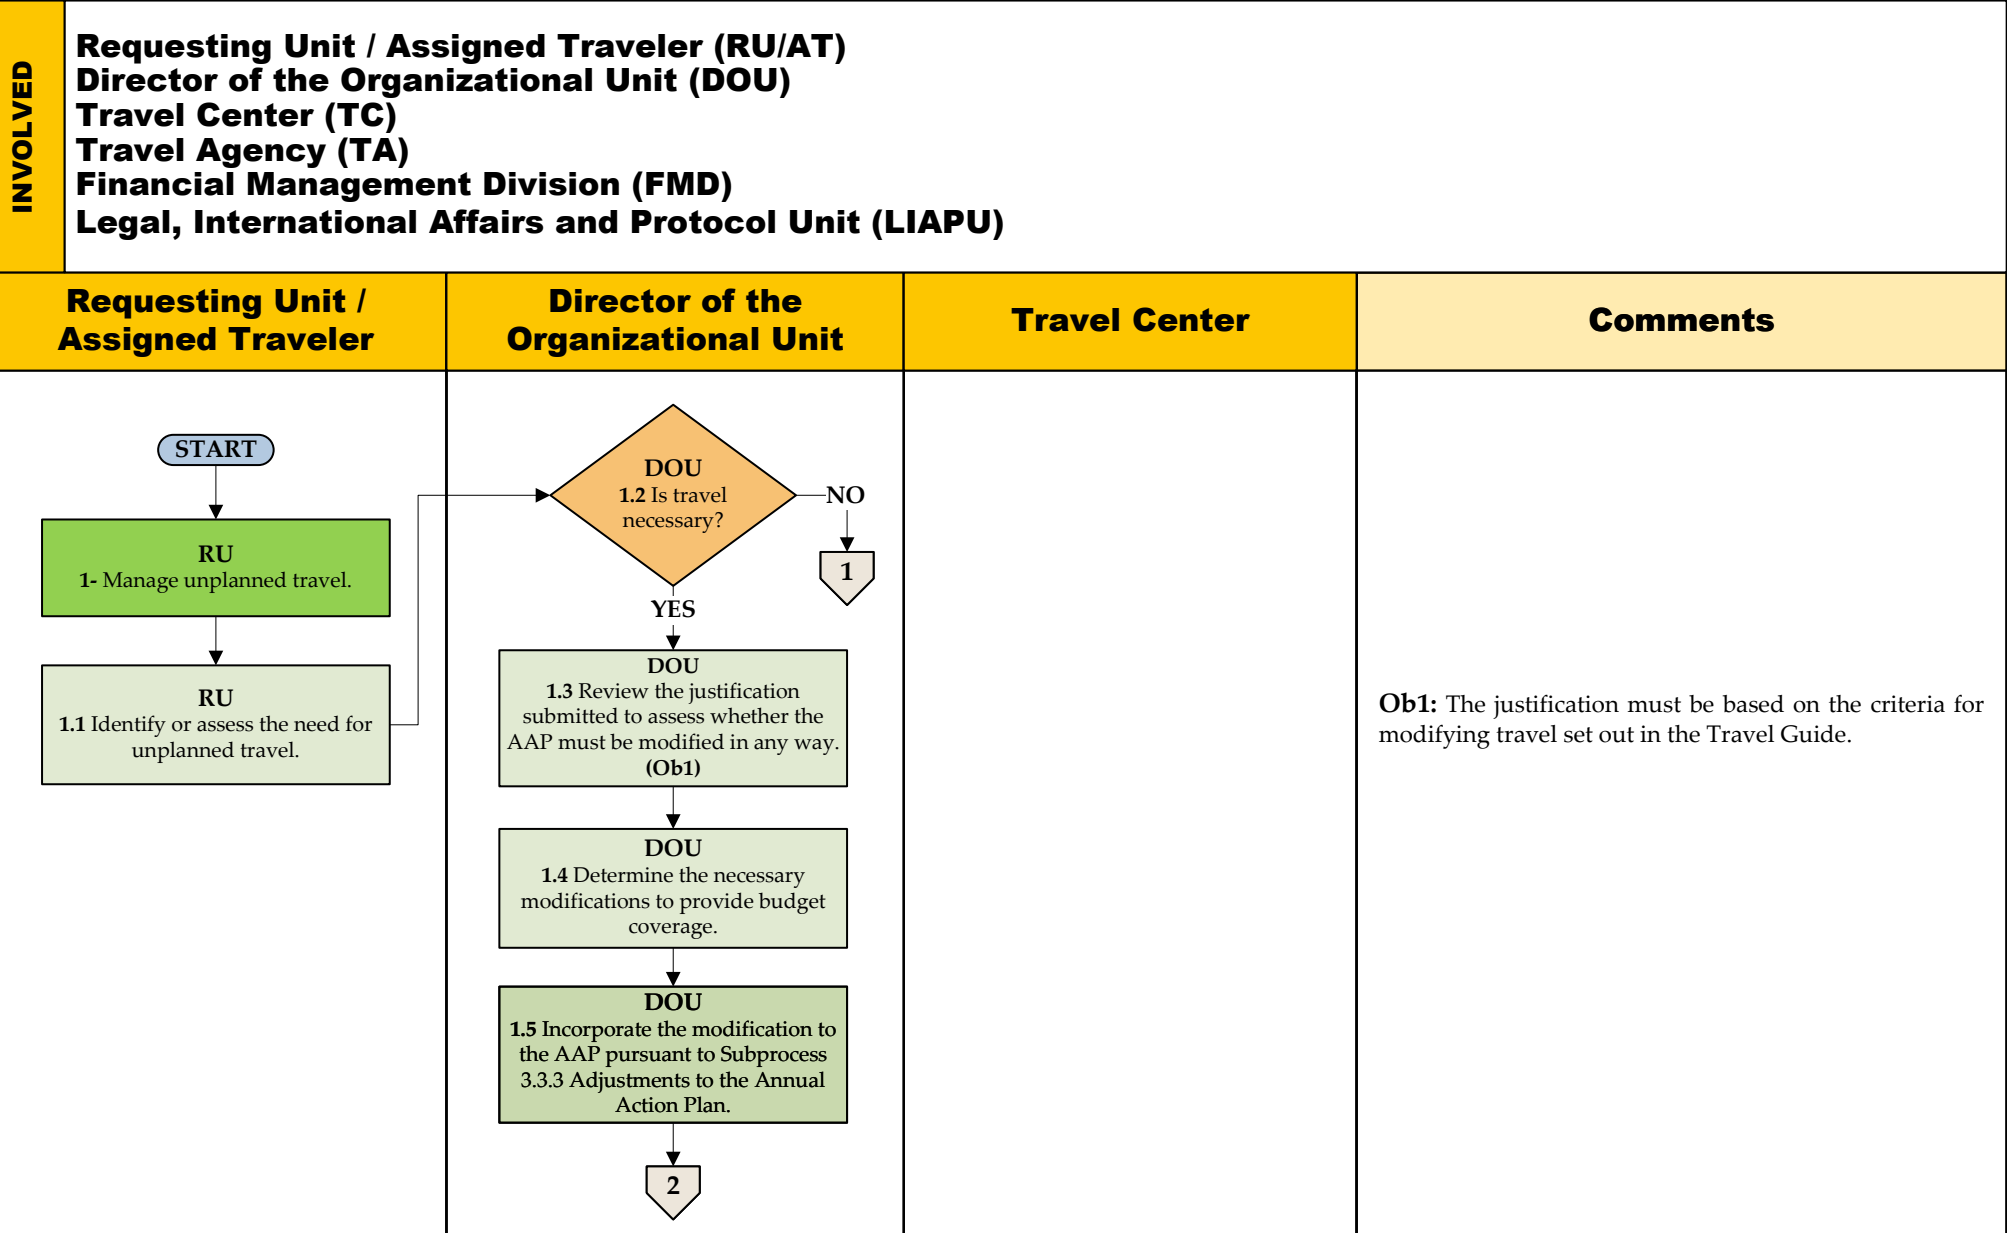 INVOLVED
Requesting Unit / Assigned Traveler (RU/AT)
Director of the Organizational Unit (DOU)
Travel Center (TC)
Travel Agency (TA)
Financial Management Division (FMD)
Legal, International Affairs and Protocol Unit (LIAPU)
Requesting Unit /
Assigned Traveler
Director of the
Organizational Unit
Travel Center
Comments
START
RU
1- Manage unplanned travel.
RU
1.1 Identify or assess the need for
unplanned travel.
DOU
1.2 Is travel
necessary?
NO
1
YES
DOU
1.3 Review the justification
submitted to assess whether the
AAP must be modified in any way.
(Ob1)
DOU
1.4 Determine the necessary
modifications to provide budget
coverage.
DOU
1.5 Incorporate the modification to
the AAP pursuant to Subprocess
3.3.3 Adjustments to the Annual
Action Plan.
2
Ob1: The justification must be based on the criteria for
modifying travel set out in the Travel Guide.